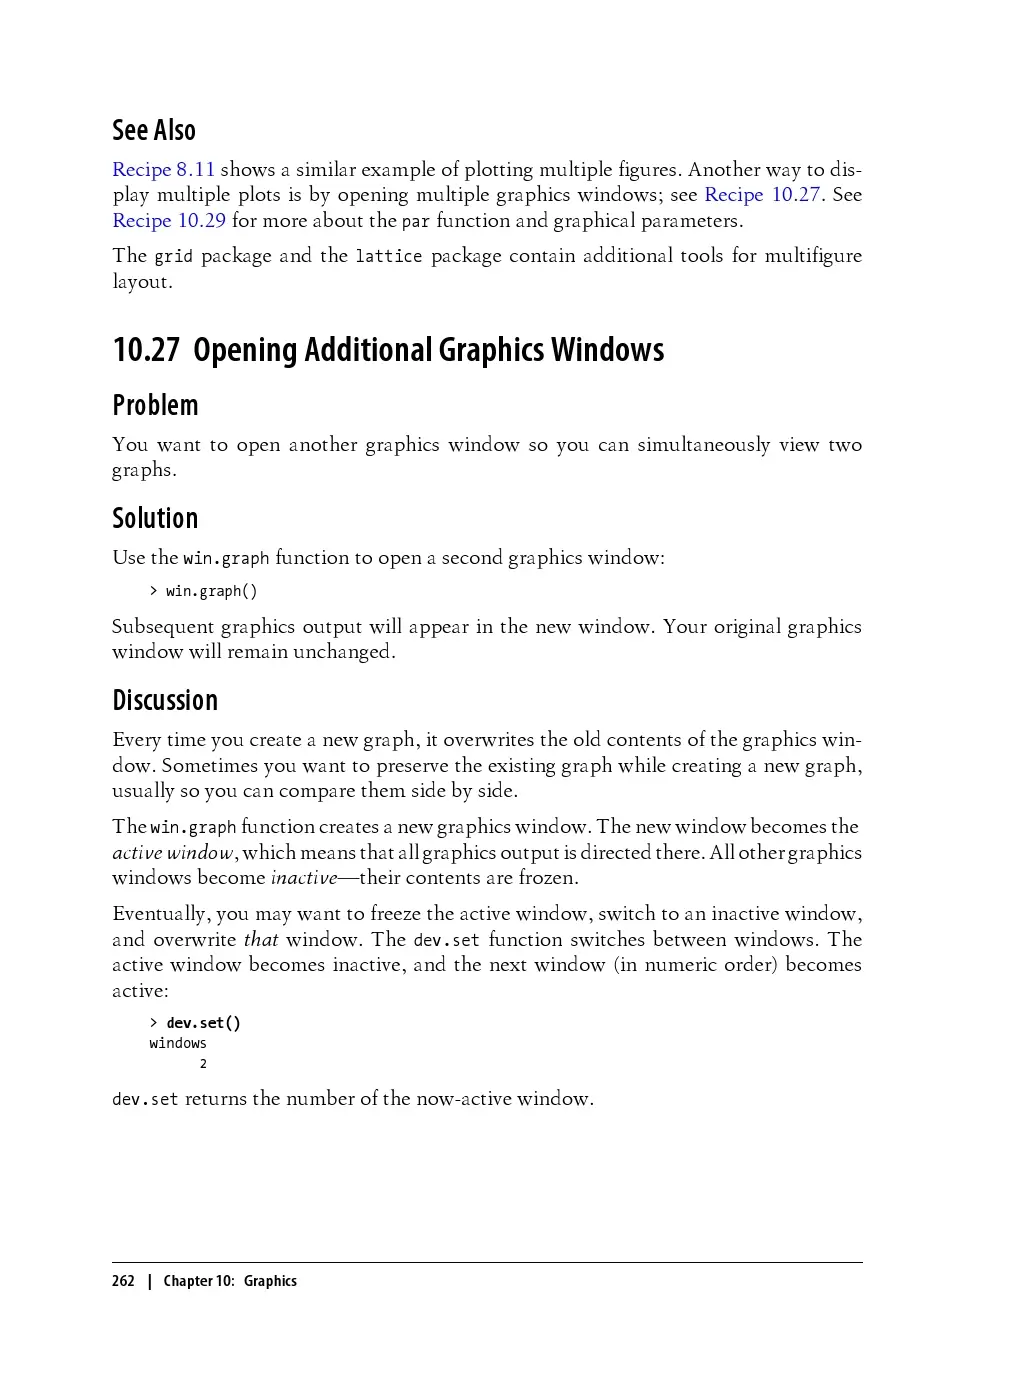 See Also
Recipe 8.11 shows a similar example of plotting multiple figures. Another way to dis-
play multiple plots is by opening multiple graphics windows; see Recipe 10.27. See
Recipe 10.29 for more about the par function and graphical parameters.
The grid package and the lattice package contain additional tools for multifigure
layout.
10.27 Opening Additional Graphics Windows
Problem
You want to open another graphics window so you can simultaneously view two
graphs.
Solution
Use the win.graph function to open a second graphics window:
> win.graph()
Subsequent graphics output will appear in the new window. Your original graphics
window will remain unchanged.
Discussion
Every time you create a new graph, it overwrites the old contents of the graphics win-
dow. Sometimes you want to preserve the existing graph while creating a new graph,
usually so you can compare them side by side.
The win.graph function creates a new graphics window. The new window becomes the
active window, which means that all graphics output is directed there. All other graphics
windows become inactive—their contents are frozen.
Eventually, you may want to freeze the active window, switch to an inactive window,
and overwrite that window. The dev.set function switches between windows. The
active window becomes inactive, and the next window (in numeric order) becomes
active:
> dev.set()
windows
2
dev.set returns the number of the now-active window.
262 | Chapter 10: Graphics